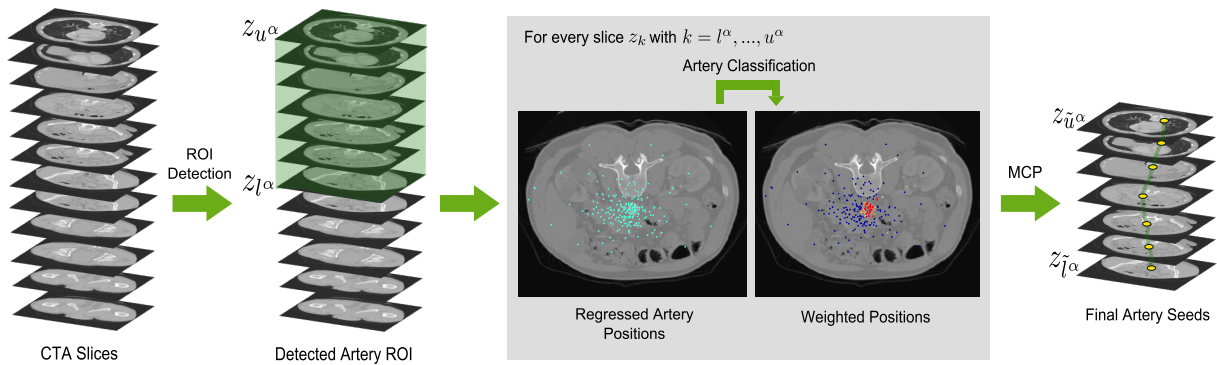 CTA Slices
ROI
Detection
z_{u^α}
z_{l^α}
Detected Artery ROI
For every slice z_k with k = l^α, ..., u^α
Artery Classification
Regressed Artery
Positions
Weighted Positions
MCP
z_{ũ^α}
z_{l̃^α}
Final Artery Seeds